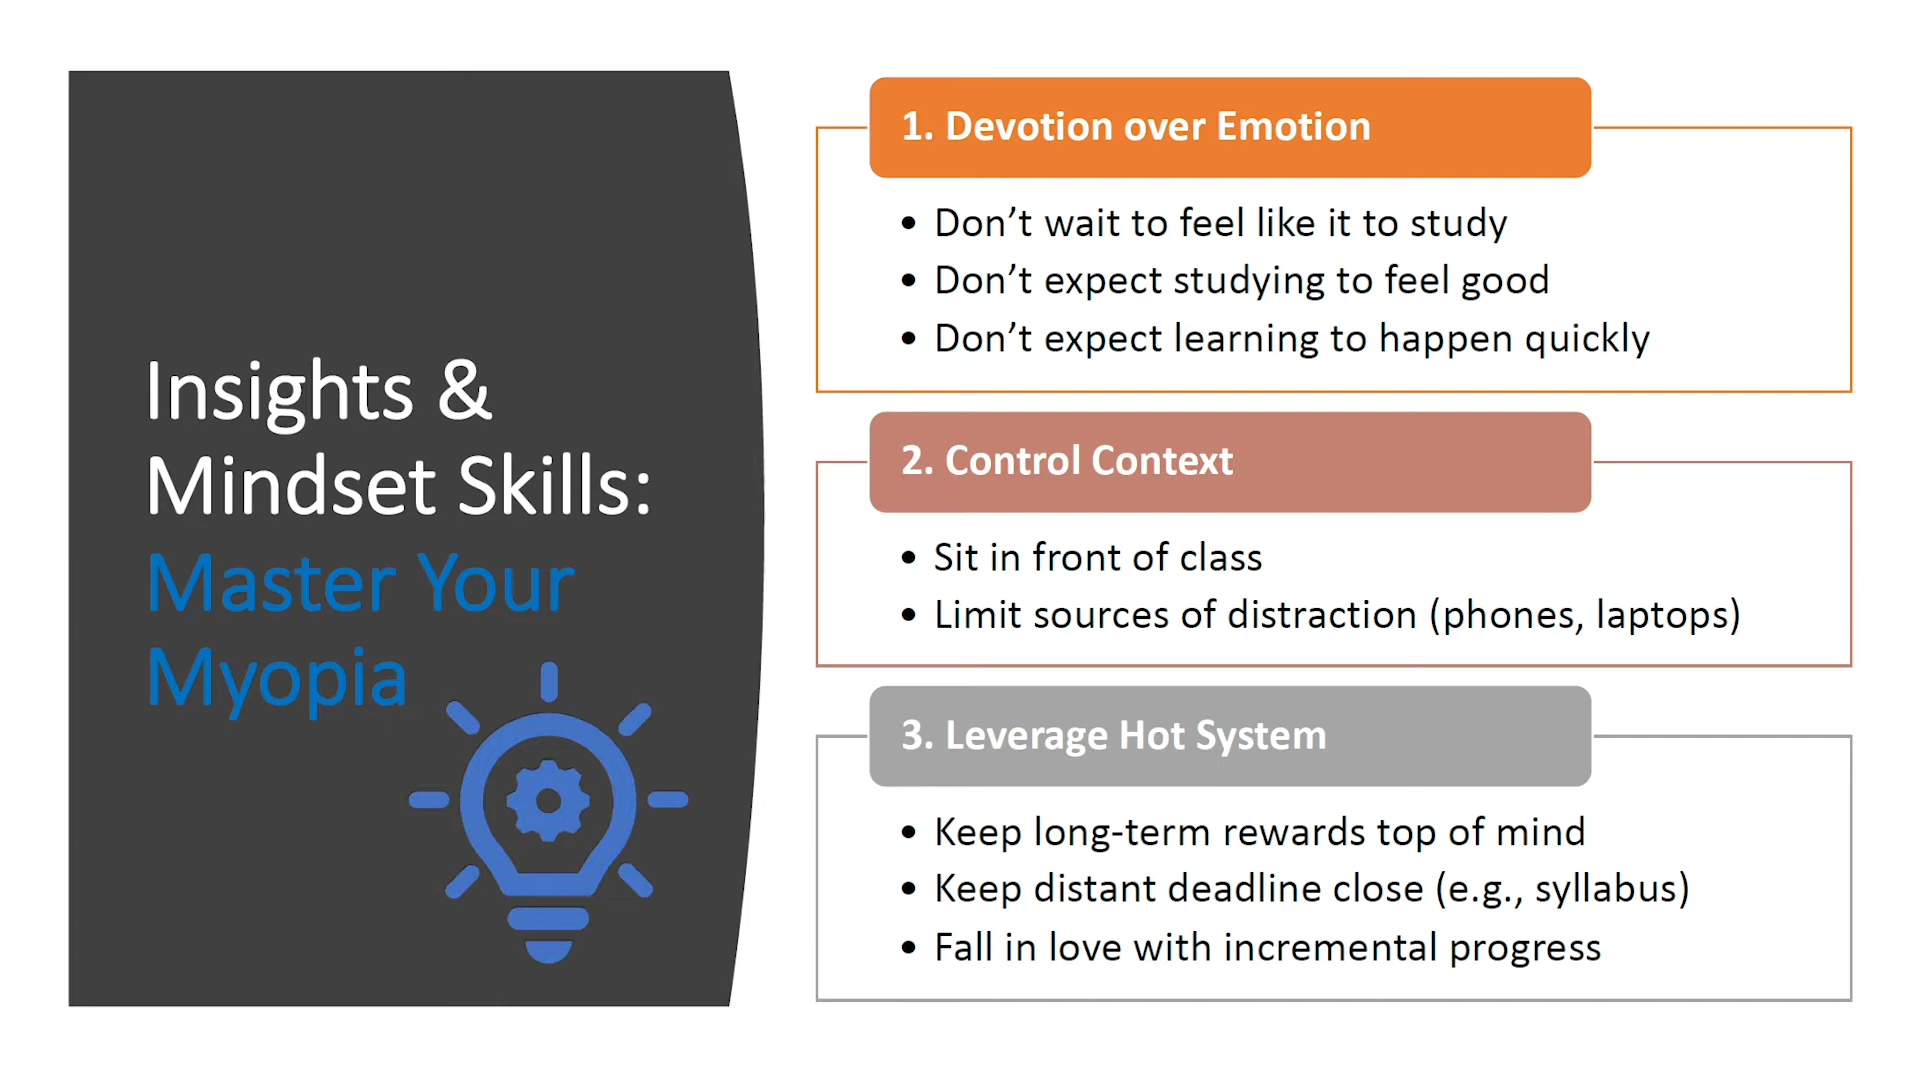 Insights &
Mindset Skills:
Master Your
Myopia
1. Devotion over Emotion
• Don’t wait to feel like it to study
• Don’t expect studying to feel good
• Don’t expect learning to happen quickly
2. Control Context
• Sit in front of class
• Limit sources of distraction (phones, laptops)
3. Leverage Hot System
• Keep long-term rewards top of mind
• Keep distant deadline close (e.g., syllabus)
• Fall in love with incremental progress